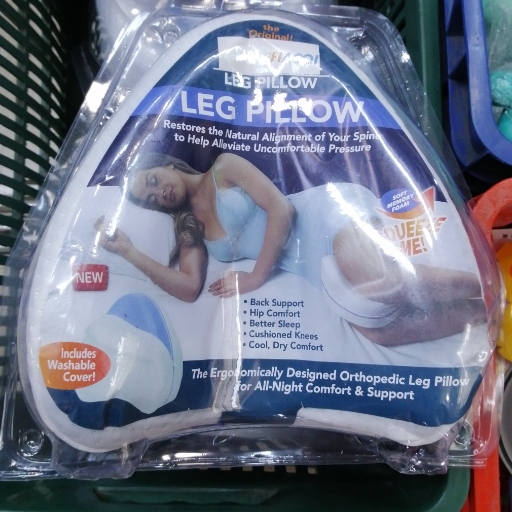 the
Original!
LEG PILLOW
LEG PILLOW
Restores the Natural Alignment of Your Spine
to Help Alleviate Uncomfortable Pressure
SOFT
MEMORY
FOAM
SQUEEZE
ME!
NEW
• Back Support
• Hip Comfort
• Better Sleep
• Cushioned Knees
• Cool, Dry Comfort
Includes
Washable
Cover!
The Ergonomically Designed Orthopedic Leg Pillow
for All-Night Comfort & Support